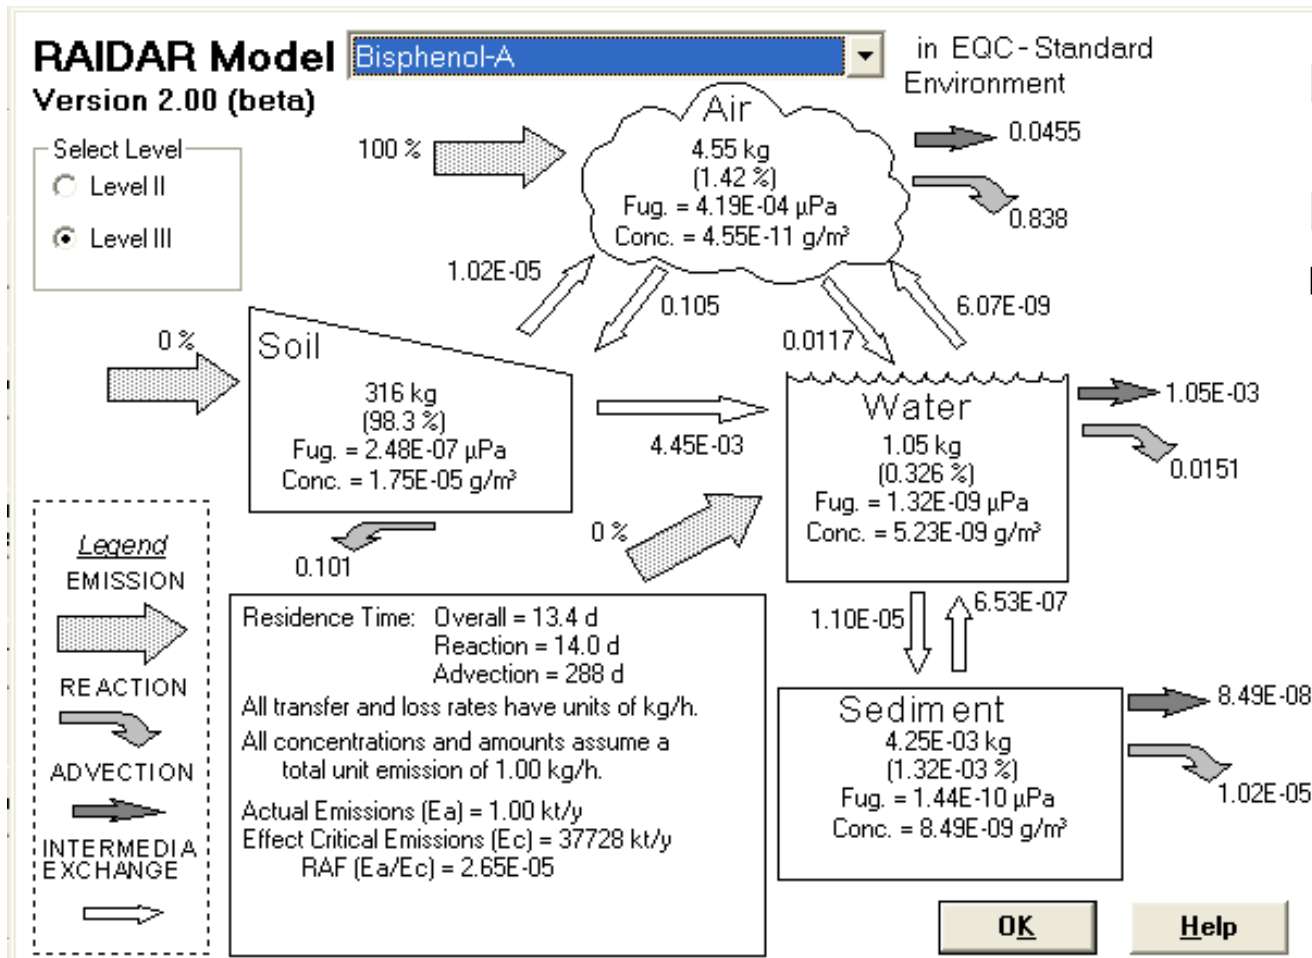 RAIDAR Model
Bisphenol-A
in EQC - Standard
Environment
Version 2.00 (beta)
Select Level
Level II
Level III
100 %
Air
4.55 kg
(1.42 %)
Fug. = 4.19E-04 µPa
Conc. = 4.55E-11 g/m³
0.0455
0.838
1.02E-05
0.105
0.0117
6.07E-09
0 %
Soil
316 kg
(98.3 %)
Fug. = 2.48E-07 µPa
Conc. = 1.75E-05 g/m³
4.45E-03
0.101
0 %
Water
1.05 kg
(0.326 %)
Fug. = 1.32E-09 µPa
Conc. = 5.23E-09 g/m³
1.05E-03
0.0151
1.10E-05
6.53E-07
Sediment
4.25E-03 kg
(1.32E-03 %)
Fug. = 1.44E-10 µPa
Conc. = 8.49E-09 g/m³
8.49E-08
1.02E-05
Legend
EMISSION
REACTION
ADVECTION
INTERMEDIA
EXCHANGE
Residence Time: Overall = 13.4 d
Reaction = 14.0 d
Advection = 288 d
All transfer and loss rates have units of kg/h.
All concentrations and amounts assume a
total unit emission of 1.00 kg/h.
Actual Emissions (Ea) = 1.00 kt/y
Effect Critical Emissions (Ec) = 37728 kt/y
RAF (Ea/Ec) = 2.65E-05
OK
Help